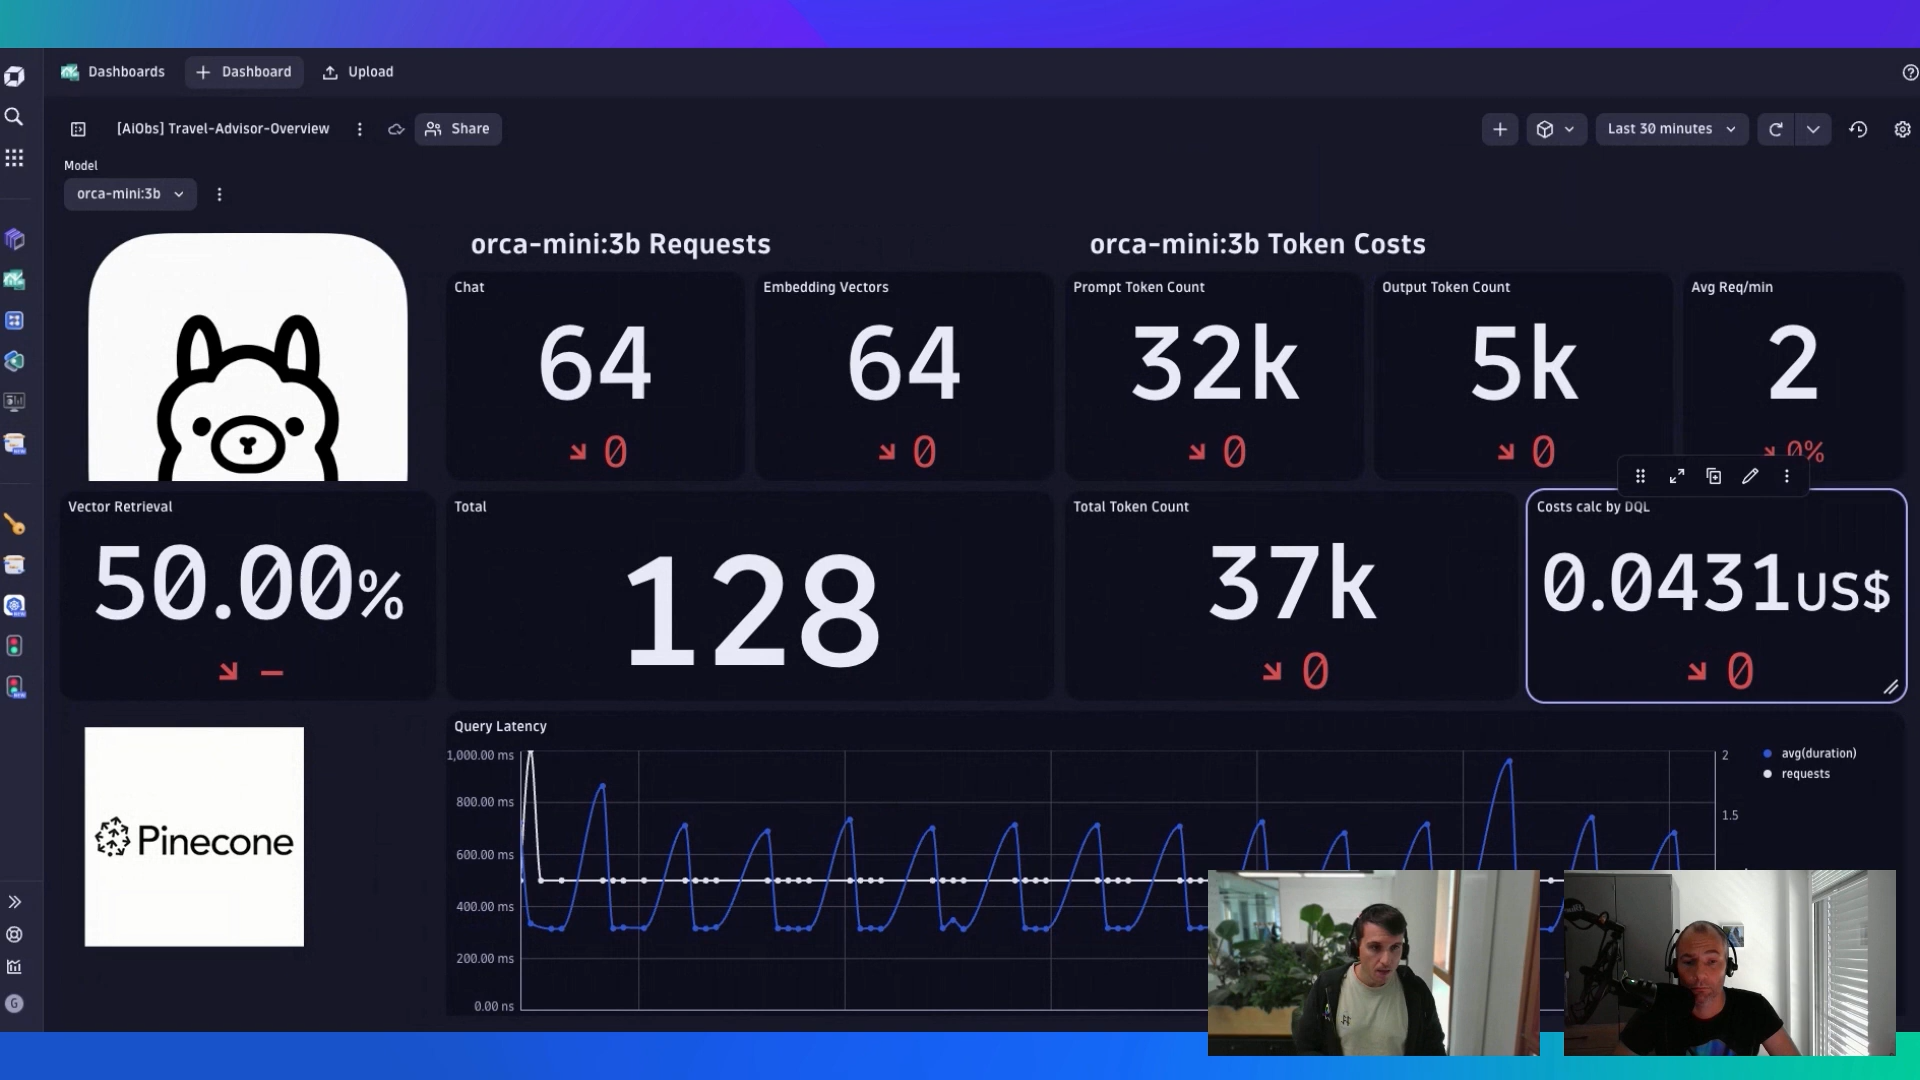 Dashboards
Dashboard
Upload
[AiObs] Travel-Advisor-Overview
Share
Last 30 minutes
Model
orca-mini:3b
orca-mini:3b Requests
orca-mini:3b Token Costs
Chat
64
0
Embedding Vectors
64
0
Prompt Token Count
32k
0
Output Token Count
5k
0
Avg Req/min
2
0%
Vector Retrieval
50.00%
–
Total
128
Total Token Count
37k
0
Costs calc by DQL
0.0431US$
0
Pinecone
Query Latency
1,000.00 ms
800.00 ms
600.00 ms
400.00 ms
200.00 ms
0.00 ns
2
1.5
avg(duration)
requests
G